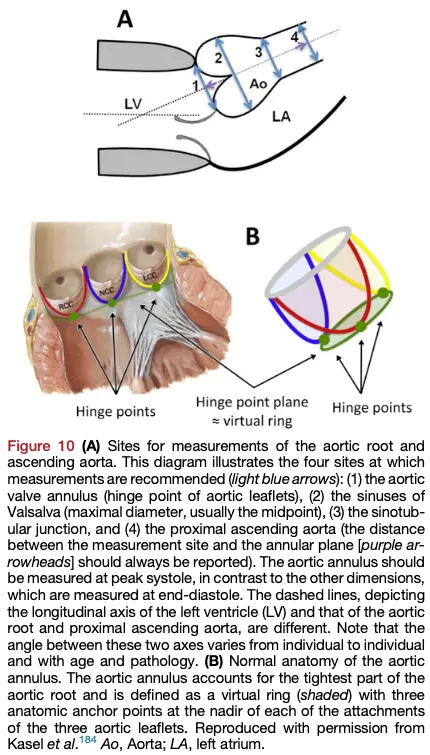 A
1
2
3
4
Ao
LV
LA
B
RCC
NCC
LCC
Hinge points
Hinge point plane
≈ virtual ring
Hinge points
Figure 10 (A) Sites for measurements of the aortic root and
ascending aorta. This diagram illustrates the four sites at which
measurements are recommended (light blue arrows): (1) the aortic
valve annulus (hinge point of aortic leaflets), (2) the sinuses of
Valsalva (maximal diameter, usually the midpoint), (3) the sinotub-
ular junction, and (4) the proximal ascending aorta (the distance
between the measurement site and the annular plane [purple ar-
rowheads] should always be reported). The aortic annulus should
be measured at peak systole, in contrast to the other dimensions,
which are measured at end-diastole. The dashed lines, depicting
the longitudinal axis of the left ventricle (LV) and that of the aortic
root and proximal ascending aorta, are different. Note that the
angle between these two axes varies from individual to individual
and with age and pathology. (B) Normal anatomy of the aortic
annulus. The aortic annulus accounts for the tightest part of the
aortic root and is defined as a virtual ring (shaded) with three
anatomic anchor points at the nadir of each of the attachments
of the three aortic leaflets. Reproduced with permission from
Kasel et al.184 Ao, Aorta; LA, left atrium.